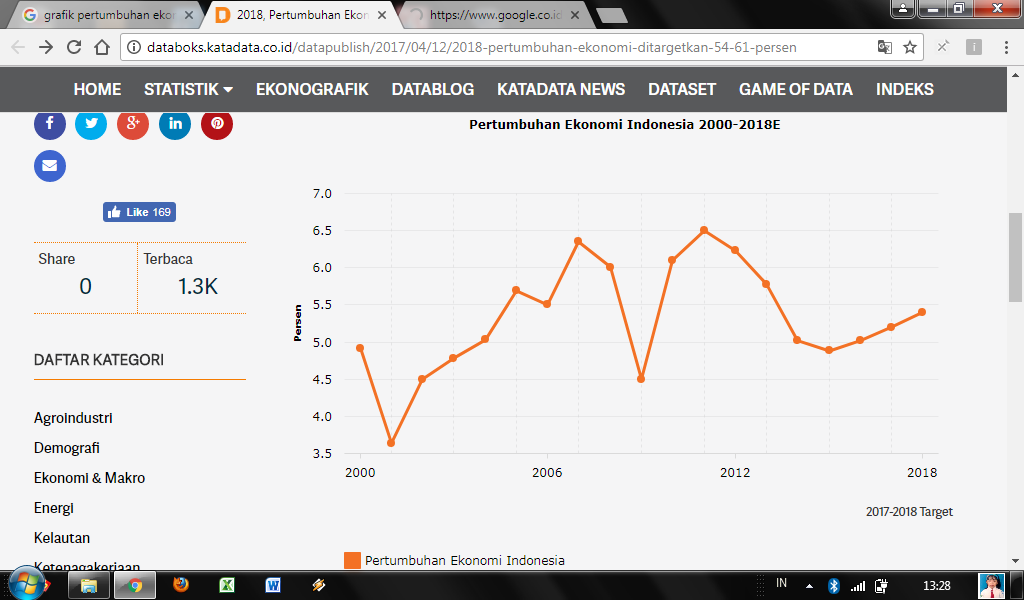 grafik pertumbuhan eko
2018, Pertumbuhan Ekon
https://www.google.co.id
databoks.katadata.co.id/datapublish/2017/04/12/2018-pertumbuhan-ekonomi-ditargetkan-54-61-persen
HOME STATISTIK EKONOGRAFIK DATABLOG KATADATA NEWS DATASET GAME OF DATA INDEKS
Like 169
Share
0
Terbaca
1.3K
DAFTAR KATEGORI
Agroindustri
Demografi
Ekonomi & Makro
Energi
Kelautan
Ketenagakerjaan
Pertumbuhan Ekonomi Indonesia 2000-2018E
Persen
7.0
6.5
6.0
5.5
5.0
4.5
4.0
3.5
2000 2006 2012 2018
2017-2018 Target
Pertumbuhan Ekonomi Indonesia
IN
13:28